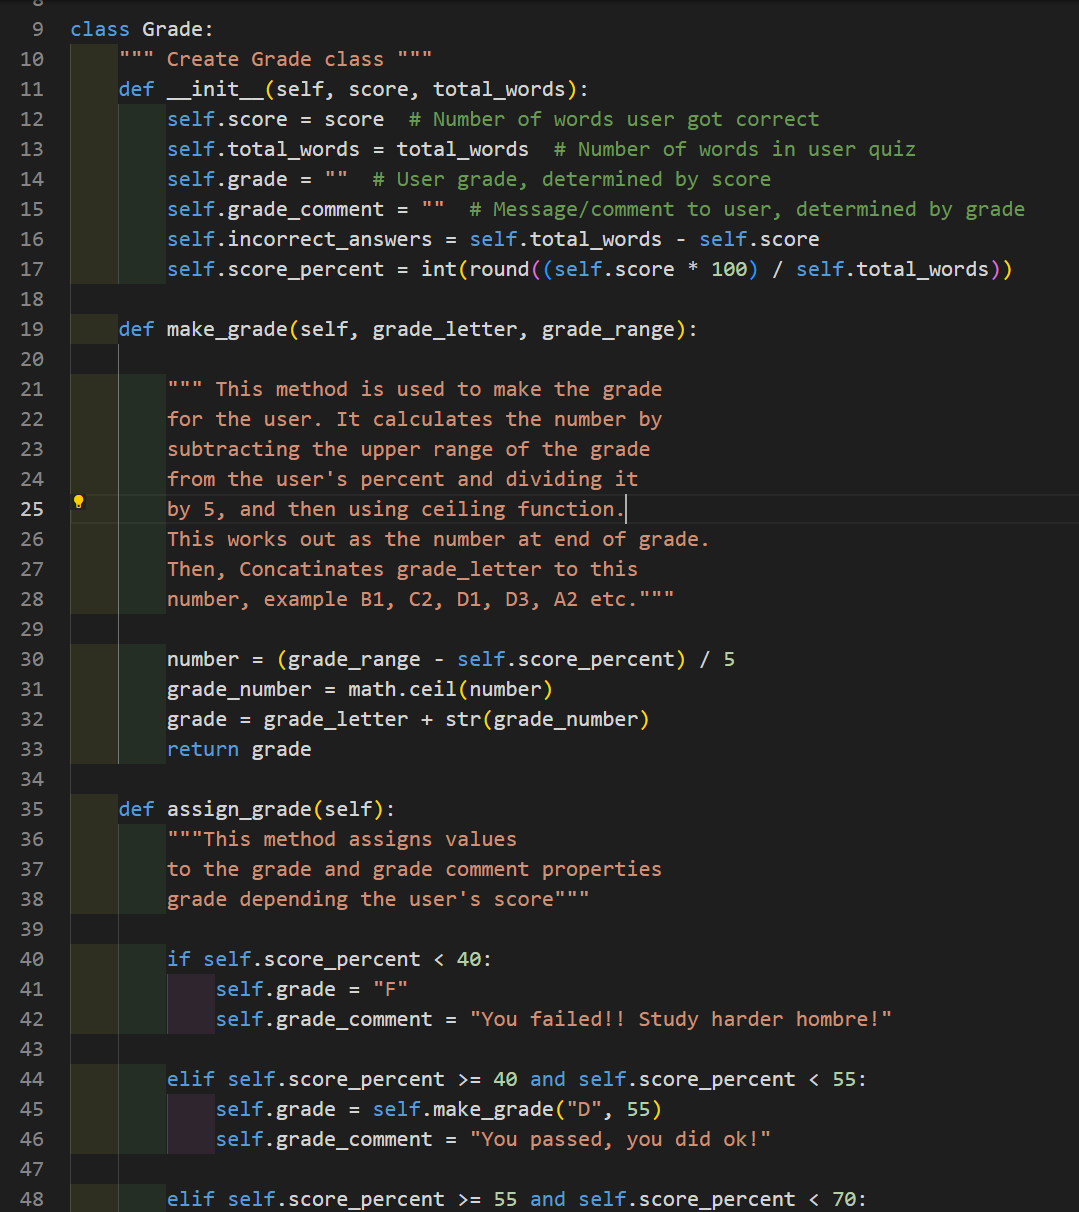 9 class Grade:
10 """ Create Grade class """
11 def __init__(self, score, total_words):
12 self.score = score  # Number of words user got correct
13 self.total_words = total_words  # Number of words in user quiz
14 self.grade = ""  # User grade, determined by score
15 self.grade_comment = ""  # Message/comment to user, determined by grade
16 self.incorrect_answers = self.total_words - self.score
17 self.score_percent = int(round((self.score * 100) / self.total_words))
18
19 def make_grade(self, grade_letter, grade_range):
20
21 """ This method is used to make the grade
22 for the user. It calculates the number by
23 subtracting the upper range of the grade
24 from the user's percent and dividing it
25 by 5, and then using ceiling function.
26 This works out as the number at end of grade.
27 Then, Concatinates grade_letter to this
28 number, example B1, C2, D1, D3, A2 etc."""
29
30 number = (grade_range - self.score_percent) / 5
31 grade_number = math.ceil(number)
32 grade = grade_letter + str(grade_number)
33 return grade
34
35 def assign_grade(self):
36 """This method assigns values
37 to the grade and grade comment properties
38 grade depending the user's score"""
39
40 if self.score_percent < 40:
41 self.grade = "F"
42 self.grade_comment = "You failed!! Study harder hombre!"
43
44 elif self.score_percent >= 40 and self.score_percent < 55:
45 self.grade = self.make_grade("D", 55)
46 self.grade_comment = "You passed, you did ok!"
47
48 elif self.score_percent >= 55 and self.score_percent < 70: